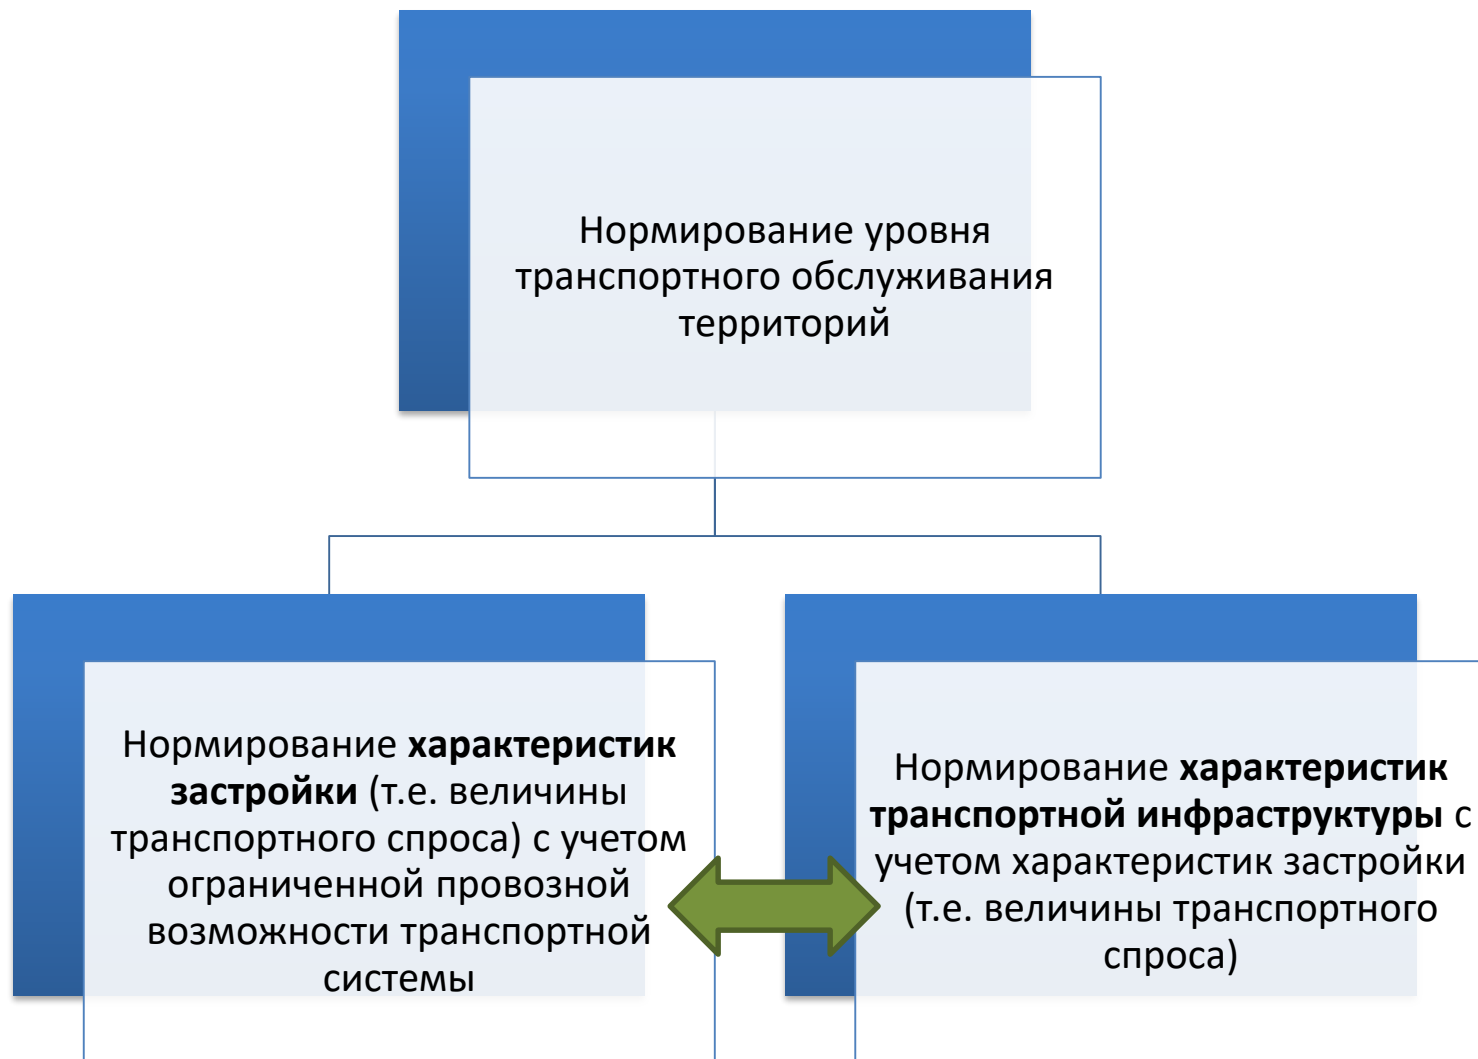 Нормирование уровня
транспортного обслуживания
территорий
Нормирование характеристик
застройки (т.е. величины
транспортного спроса) с учетом
ограниченной провозной
возможности транспортной
системы
Нормирование характеристик
транспортной инфраструктуры с
учетом характеристик застройки
(т.е. величины транспортного
спроса)